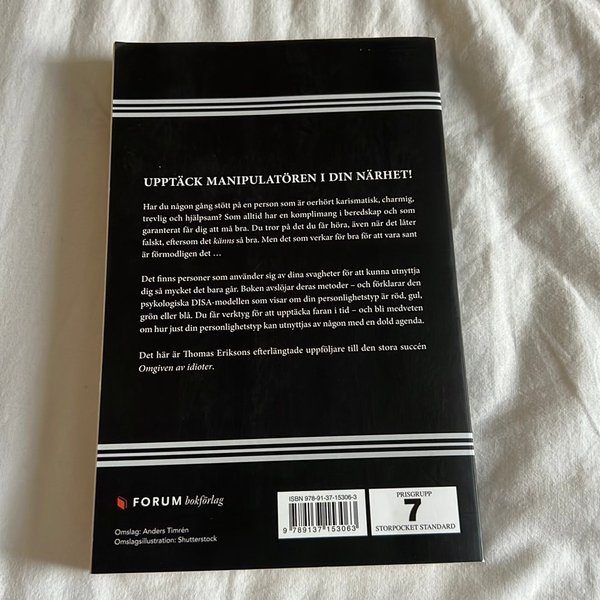 UPPTÄCK MANIPULATÖREN I DIN NÄRHET!
Har du någon gång stött på en person som är oerhört karismatisk, charmig,
trevlig och hjälpsam? Som alltid har en komplimang i beredskap och som
garanterat får dig att må bra. Du tror på det du får höra, även när det låter
falskt, eftersom det känns så bra. Men det som verkar för bra för att vara sant
är förmodligen det ...
Det finns personer som använder sig av dina svagheter för att kunna utnyttja
dig så mycket det bara går. Boken avslöjar deras metoder – och förklarar den
psykologiska DISA-modellen som visar om din personlighetstyp är röd, gul,
grön eller blå. Du får verktyg för att upptäcka faran i tid – och bli medveten
om hur just din personlighetstyp kan utnyttjas av någon med en dold agenda.
Det här är Thomas Eriksons efterlängtade uppföljare till den stora succén
Omgiven av idioter.
FORUM bokförlag
Omslag: Anders Timrén
Omslagsillustration: Shutterstock
ISBN 978-91-37-15306-3
9 789137 153063
PRISGRUPP
7
STORPOCKET STANDARD